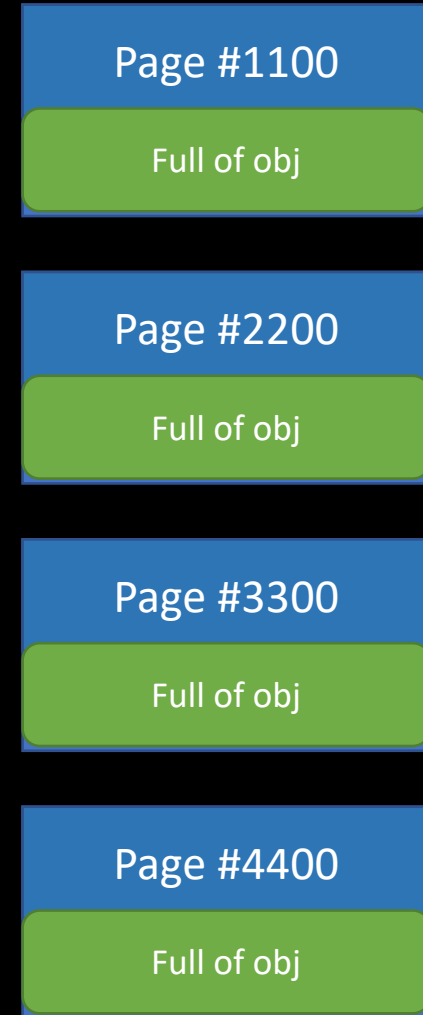 Page #1100
Full of obj
Page #2200
Full of obj
Page #3300
Full of obj
Page #4400
Full of obj